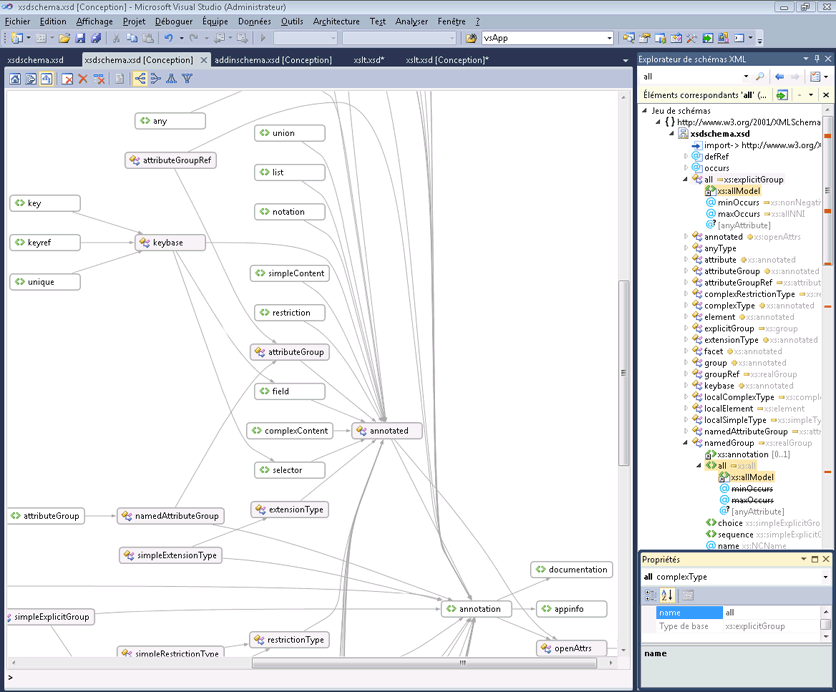 xsdschema.xsd [Conception] - Microsoft Visual Studio (Administrateur)
Fichier Edition Affichage Projet Déboguer Équipe Données Outils Architecture Test Analyser Fenêtre ?
vsApp
xsdschema.xsd xsdschema.xsd [Conception] addinschema.xsd [Conception] xslt.xsd* xslt.xsd [Conception]*
any
union
attributeGroupRef
list
key
notation
keyref
keybase
unique
simpleContent
restriction
attributeGroup
field
complexContent
annotated
selector
extensionType
attributeGroup
namedAttributeGroup
simpleExtensionType
documentation
annotation
appinfo
simpleExplicitGroup
restrictionType
openAttrs
simpleRestrictionType
>
Explorateur de schémas XML
all
Éléments correspondants 'all' (...
Jeu de schémas
{ } http://www.w3.org/2001/XMLSchema
xsdschema.xsd
import-> http://www.w3.org/X
defRef
occurs
all xs:explicitGroup
xs:allModel
minOccurs xs:nonNegati
maxOccurs xs:allNNI
[anyAttribute]
annotated xs:openAttrs
anyType
attribute xs:annotated
attributeGroup xs:annotated
attributeGroupRef xs:annotated
complexRestrictionType xs:re
complexType xs:annotated
element xs:annotated
explicitGroup xs:group
extensionType xs:annotated
facet xs:annotated
group xs:annotated
groupRef xs:realGroup
keybase xs:annotated
localComplexType xs:compl
localElement xs:element
localSimpleType xs:simpleTy
namedAttributeGroup xs:attr
namedGroup xs:realGroup
xs:annotation [0..1]
all xs:all
xs:allModel
minOccurs
maxOccurs
[anyAttribute]
choice xs:simpleExplicitGro
sequence xs:simpleExplicitG
name xs:NCName
Propriétés
all complexType
name all
Type de base xs:explicitGroup
name